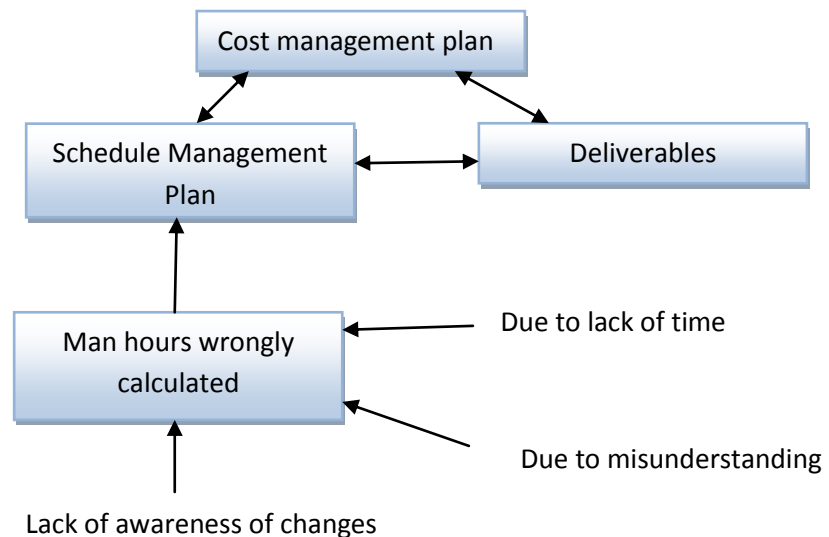 Cost management plan
Schedule Management
Plan
Deliverables
Man hours wrongly
calculated
Due to lack of time
Due to misunderstanding
Lack of awareness of changes